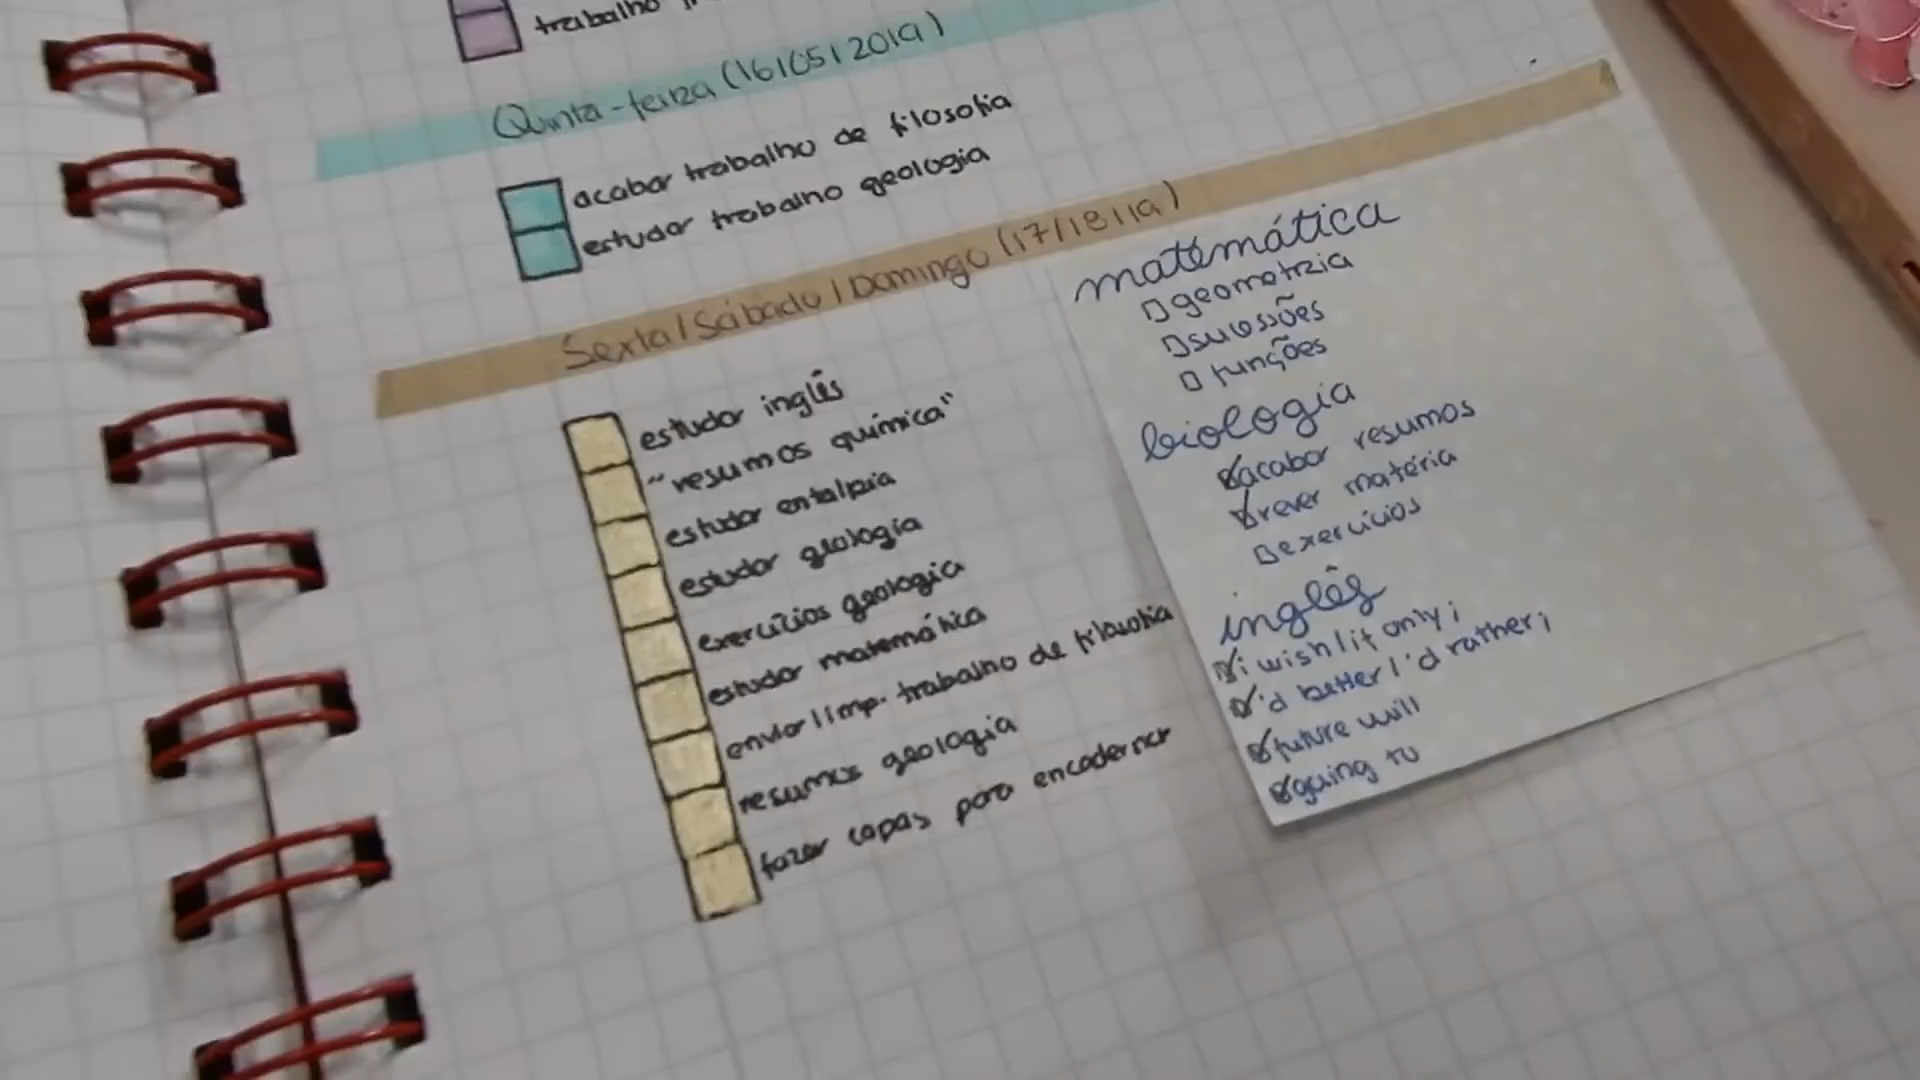 trabalho
Quinta-feira (16/05/2019)
acabar trabalho de filosofia
estudar trabalho geologia
Sexta/Sábado/Domingo (17/18/19)
estudar inglês
"resumos química"
estudar entalpia
estudar geologia
exercícios geologia
estudar matemática
enviar/imp. trabalho de filosofia
resumos geologia
fazer capas para encadernar
matemática
geometria
sucessões
funções
biologia
acabar resumos
rever matéria
exercícios
inglês
i wish/if only;
'd better/'d rather;
future will
going to